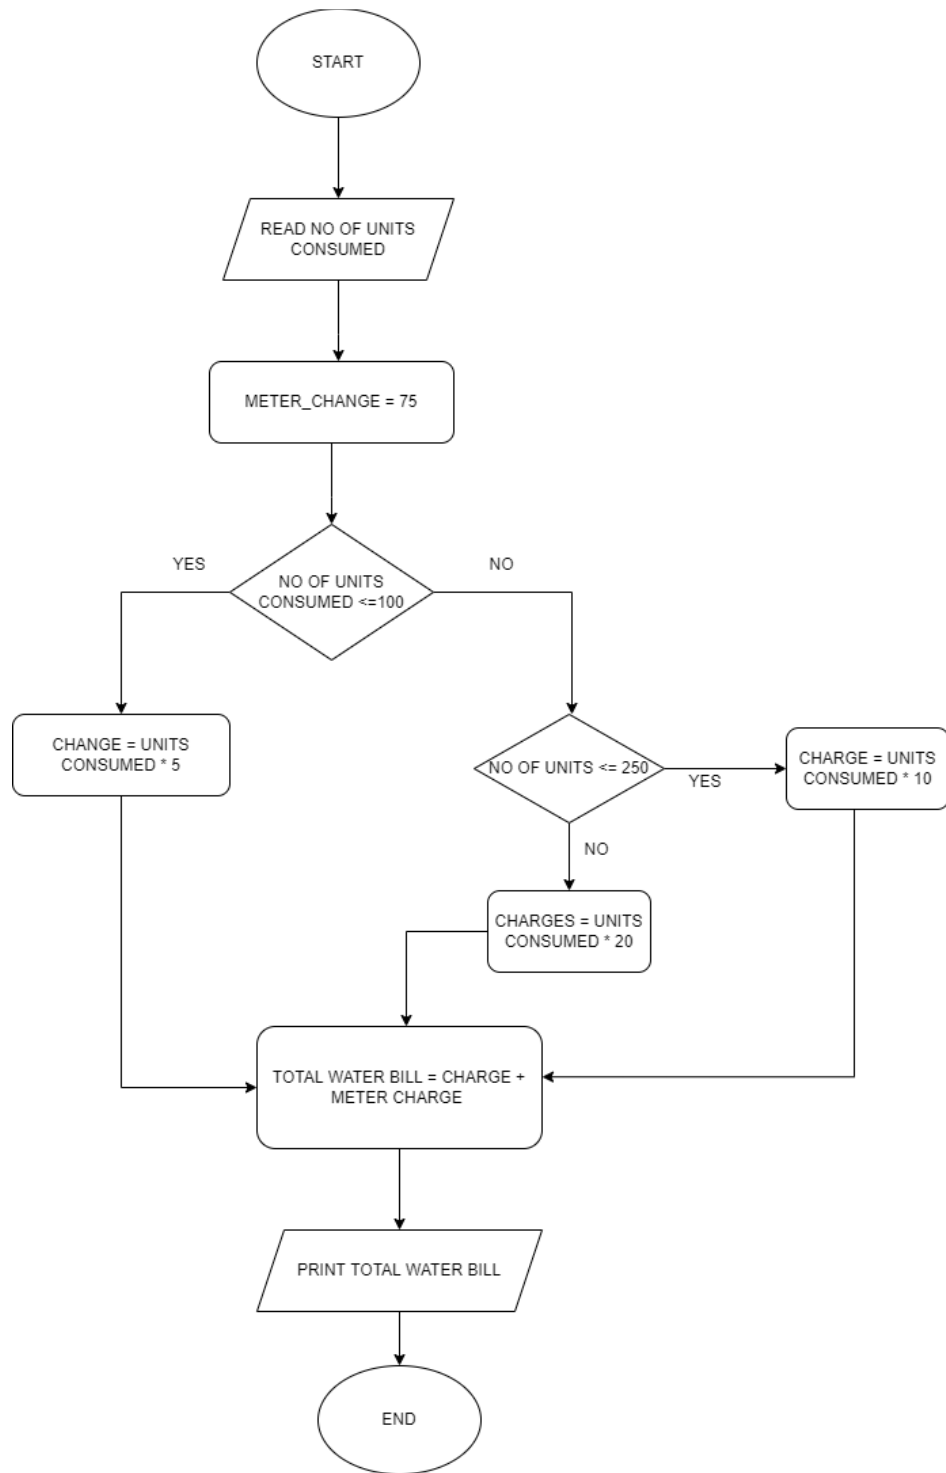 START
READ NO OF UNITS
CONSUMED
METER_CHANGE = 75
YES
NO
NO OF UNITS
CONSUMED <=100
CHANGE = UNITS
CONSUMED * 5
NO OF UNITS <= 250
YES
CHARGE = UNITS
CONSUMED * 10
NO
CHARGES = UNITS
CONSUMED * 20
TOTAL WATER BILL = CHARGE +
METER CHARGE
PRINT TOTAL WATER BILL
END